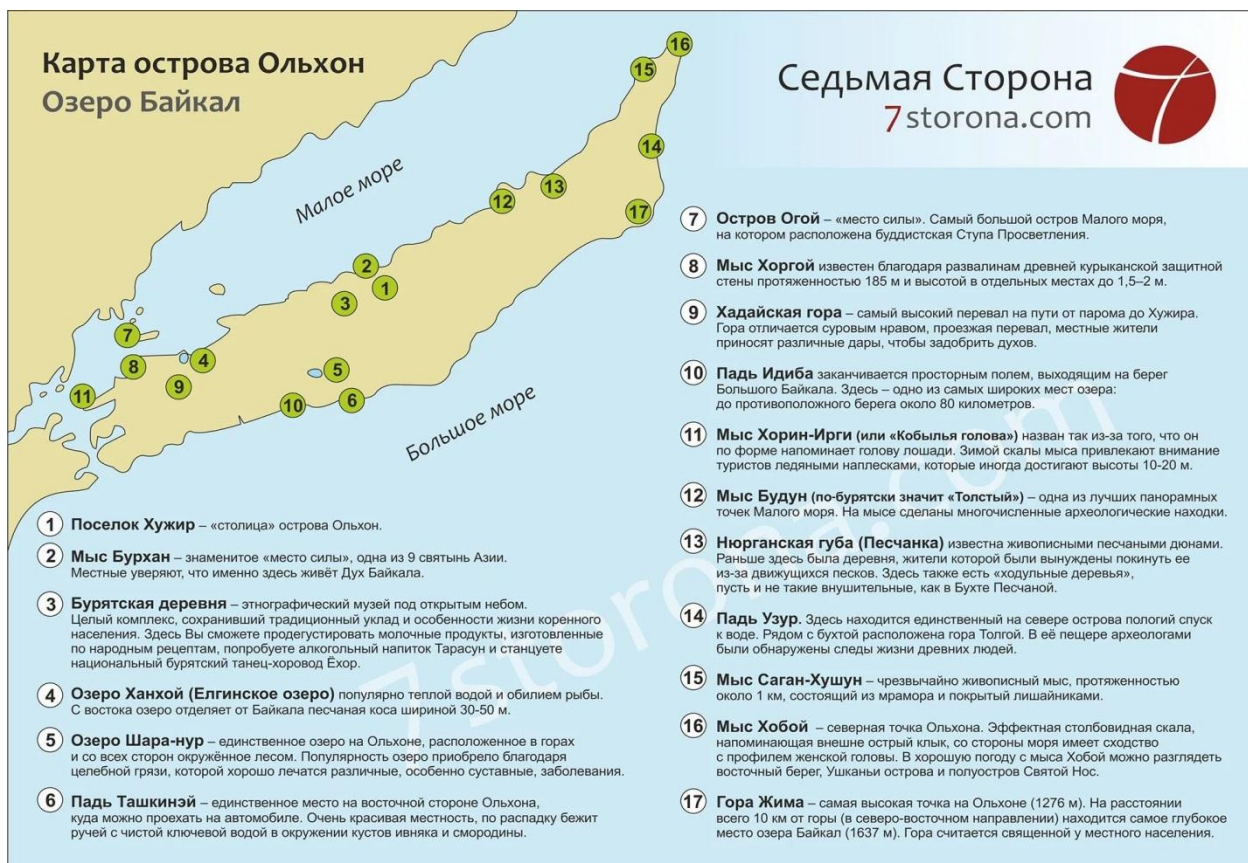 Карта острова Ольхон
Озеро Байкал
Седьмая Сторона
7storona.com
Малое море
Большое море
16
15
14
13
12
17
2
1
3
7
8
4
9
5
11
10
6
1 Поселок Хужир – «столица» острова Ольхон.
2 Мыс Бурхан – знаменитое «место силы», одна из 9 святынь Азии.
Местные уверяют, что именно здесь живёт Дух Байкала.
3 Бурятская деревня – этнографический музей под открытым небом.
Целый комплекс, сохранивший традиционный уклад и особенности жизни коренного
населения. Здесь Вы сможете продегустировать молочные продукты, изготовленные
по народным рецептам, попробуете алкогольный напиток Тарасун и станцуете
национальный бурятский танец-хоровод Ёхор.
4 Озеро Ханхой (Елгинское озеро) популярно теплой водой и обилием рыбы.
С востока озеро отделяет от Байкала песчаная коса шириной 30-50 м.
5 Озеро Шара-нур – единственное озеро на Ольхоне, расположенное в горах
и со всех сторон окружённое лесом. Популярность озеро приобрело благодаря
целебной грязи, которой хорошо лечатся различные, особенно суставные, заболевания.
6 Падь Ташкинэй – единственное место на восточной стороне Ольхона,
куда можно проехать на автомобиле. Очень красивая местность, по распадку бежит
ручей с чистой ключевой водой в окружении кустов ивняка и смородины.
7 Остров Огой – «место силы». Самый большой остров Малого моря,
на котором расположена буддистская Ступа Просветления.
8 Мыс Хоргой известен благодаря развалинам древней курыканской защитной
стены протяженностью 185 м и высотой в отдельных местах до 1,5–2 м.
9 Хадайская гора – самый высокий перевал на пути от парома до Хужира.
Гора отличается суровым нравом, проезжая перевал, местные жители
приносят различные дары, чтобы задобрить духов.
10 Падь Идиба заканчивается просторным полем, выходящим на берег
Большого Байкала. Здесь – одно из самых широких мест озера:
до противоположного берега около 80 километров.
11 Мыс Хорин-Ирги (или «Кобылья голова») назван так из-за того, что он
по форме напоминает голову лошади. Зимой скалы мыса привлекают внимание
туристов ледяными наплесками, которые иногда достигают высоты 10-20 м.
12 Мыс Будун (по-бурятски значит «Толстый») – одна из лучших панорамных
точек Малого моря. На мысе сделаны многочисленные археологические находки.
13 Нюрганская губа (Песчанка) известна живописными песчаными дюнами.
Раньше здесь была деревня, жители которой были вынуждены покинуть ее
из-за движущихся песков. Здесь также есть «ходульные деревья»,
пусть и не такие внушительные, как в Бухте Песчаной.
14 Падь Узур. Здесь находится единственный на севере острова пологий спуск
к воде. Рядом с бухтой расположена гора Толгой. В её пещере археологами
были обнаружены следы жизни древних людей.
15 Мыс Саган-Хушун – чрезвычайно живописный мыс, протяженностью
около 1 км, состоящий из мрамора и покрытый лишайниками.
16 Мыс Хобой – северная точка Ольхона. Эффектная столбовидная скала,
напоминающая внешне острый клык, со стороны моря имеет сходство
с профилем женской головы. В хорошую погоду с мыса Хобой можно разглядеть
восточный берег, Ушканьи острова и полуостров Святой Нос.
17 Гора Жима – самая высокая точка на Ольхоне (1276 м). На расстоянии
всего 10 км от горы (в северо-восточном направлении) находится самое глубокое
место озера Байкал (1637 м). Гора считается священной у местного населения.
7storona.com